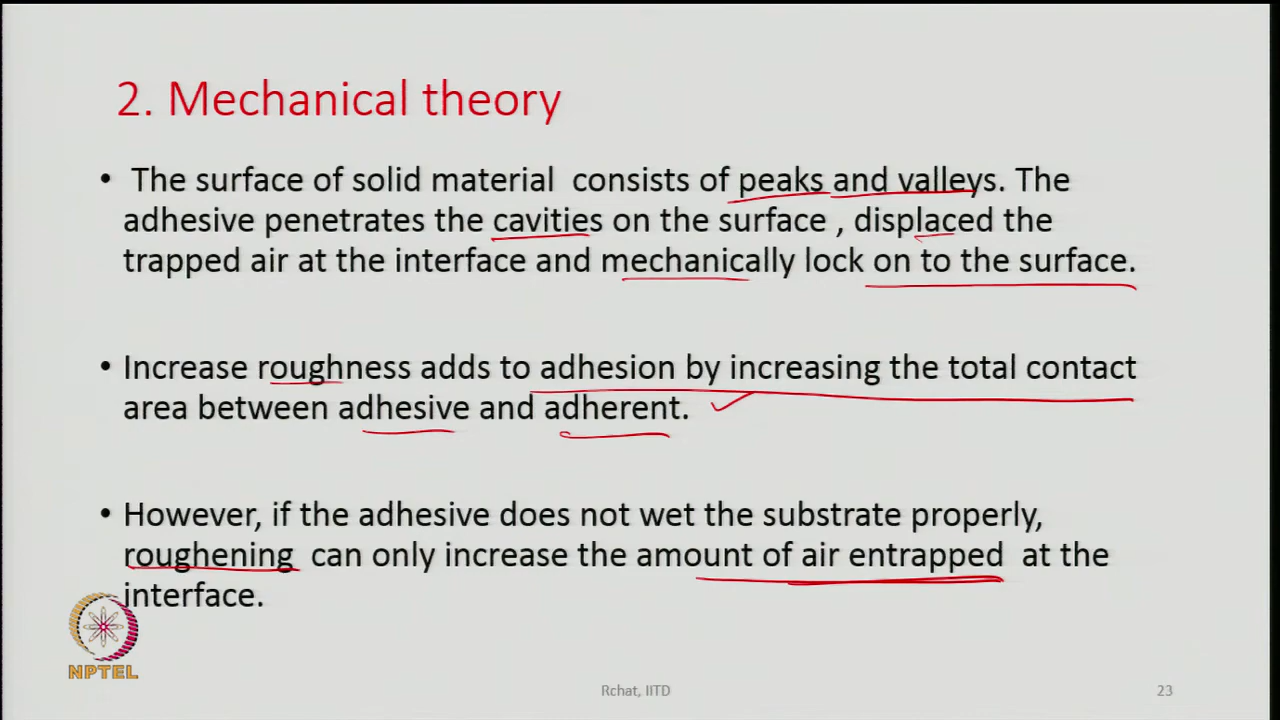 2. Mechanical theory
• The surface of solid material consists of peaks and valleys. The
adhesive penetrates the cavities on the surface , displaced the
trapped air at the interface and mechanically lock on to the surface.
• Increase roughness adds to adhesion by increasing the total contact
area between adhesive and adherent.
• However, if the adhesive does not wet the substrate properly,
roughening can only increase the amount of air entrapped at the
interface.
NPTEL
Rchat, IITD
23